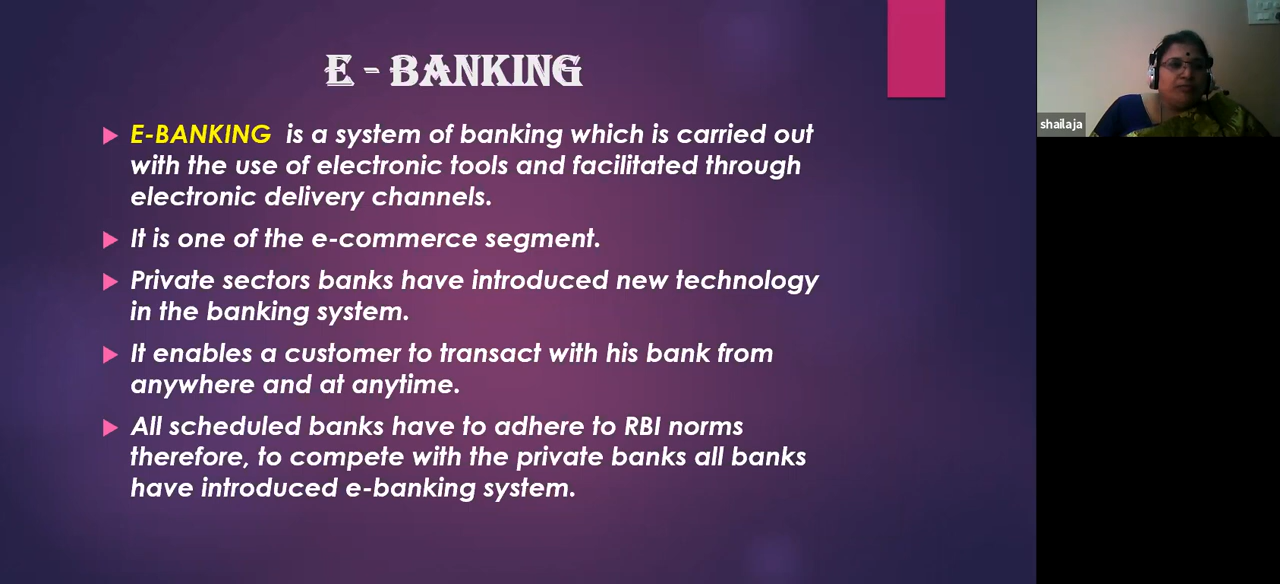 E - BANKING
E-BANKING is a system of banking which is carried out
with the use of electronic tools and facilitated through
electronic delivery channels.
It is one of the e-commerce segment.
Private sectors banks have introduced new technology
in the banking system.
It enables a customer to transact with his bank from
anywhere and at anytime.
All scheduled banks have to adhere to RBI norms
therefore, to compete with the private banks all banks
have introduced e-banking system.
shailaja